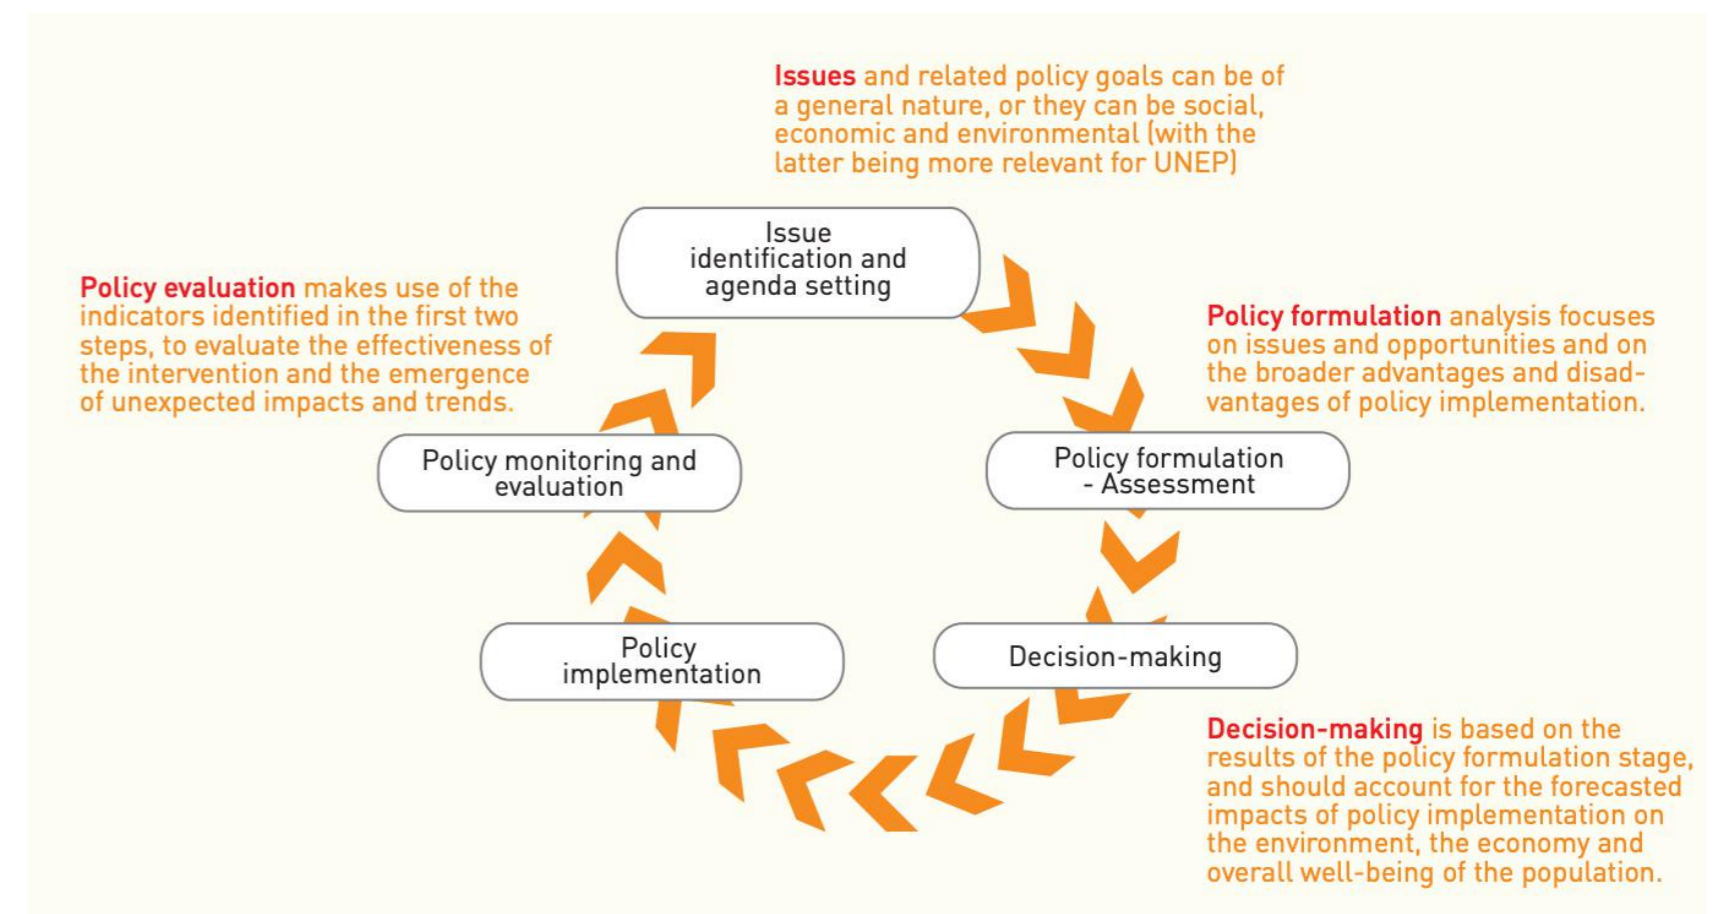 Issues and related policy goals can be of
a general nature, or they can be social,
economic and environmental (with the
latter being more relevant for UNEP)
Issue
identification and
agenda setting
Policy evaluation makes use of the
indicators identified in the first two
steps, to evaluate the effectiveness of
the intervention and the emergence
of unexpected impacts and trends.
Policy formulation analysis focuses
on issues and opportunities and on
the broader advantages and disad-
vantages of policy implementation.
Policy monitoring and
evaluation
Policy formulation
- Assessment
Policy
implementation
Decision-making
Decision-making is based on the
results of the policy formulation stage,
and should account for the forecasted
impacts of policy implementation on
the environment, the economy and
overall well-being of the population.